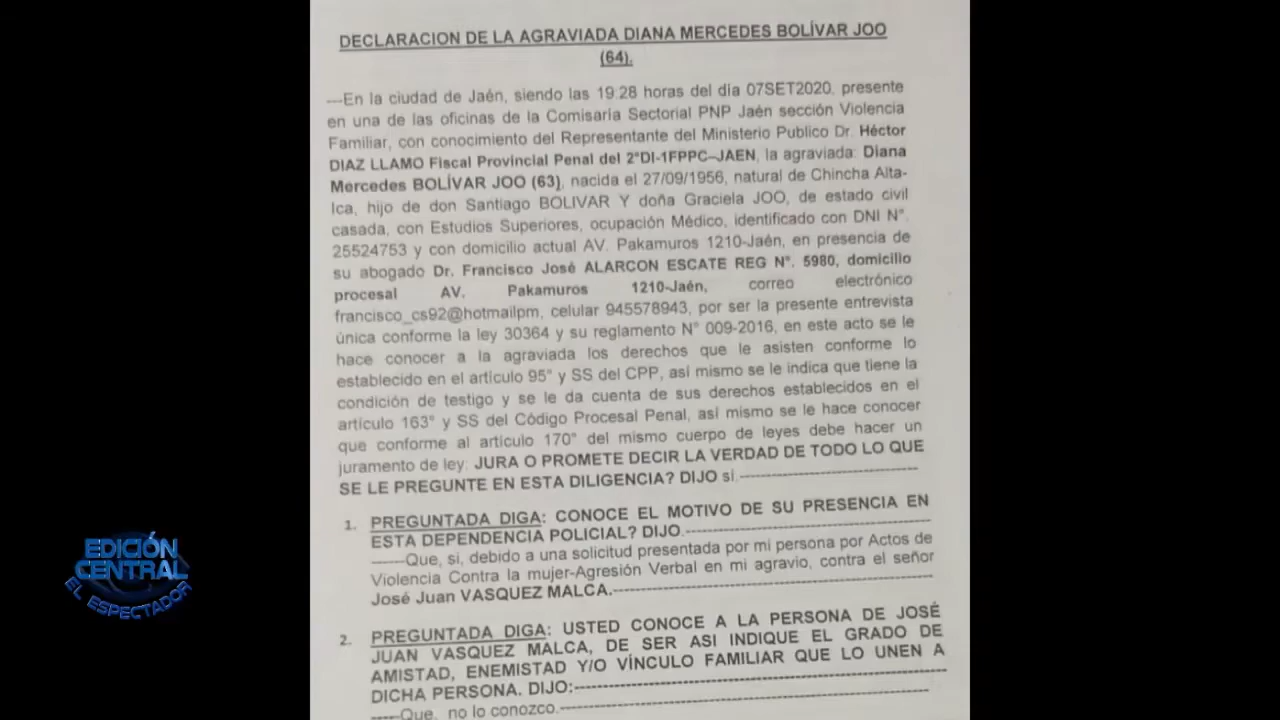 DECLARACION DE LA AGRAVIADA DIANA MERCEDES BOLÍVAR JOO
(64).
---En la ciudad de Jaén, siendo las 19:28 horas del día 07SET2020, presente
en una de las oficinas de la Comisaría Sectorial PNP Jaén sección Violencia
Familiar, con conocimiento del Representante del Ministerio Publico Dr. Héctor
DIAZ LLAMO Fiscal Provincial Penal del 2°DI-1FPPC–JAEN, la agraviada: Diana
Mercedes BOLÍVAR JOO (63), nacida el 27/09/1956, natural de Chincha Alta-
Ica, hijo de don Santiago BOLIVAR Y doña Graciela JOO, de estado civil
casada, con Estudios Superiores, ocupación Médico, identificado con DNI N°.
25524753 y con domicilio actual AV. Pakamuros 1210-Jaén, en presencia de
su abogado Dr. Francisco José ALARCON ESCATE REG N°. 5980, domicilio
procesal AV. Pakamuros 1210-Jaén, correo electrónico
francisco_cs92@hotmailpm, celular 945578943, por ser la presente entrevista
única conforme la ley 30364 y su reglamento N° 009-2016, en este acto se le
hace conocer a la agraviada los derechos que le asisten conforme lo
establecido en el artículo 95° y SS del CPP, así mismo se le indica que tiene la
condición de testigo y se le da cuenta de sus derechos establecidos en el
artículo 163° y SS del Código Procesal Penal, así mismo se le hace conocer
que conforme al artículo 170° del mismo cuerpo de leyes debe hacer un
juramento de ley: JURA O PROMETE DECIR LA VERDAD DE TODO LO QUE
SE LE PREGUNTE EN ESTA DILIGENCIA? DIJO si.------------------------------
1. PREGUNTADA DIGA: CONOCE EL MOTIVO DE SU PRESENCIA EN
ESTA DEPENDENCIA POLICIAL? DIJO.------------------------------
-----Que, si, debido a una solicitud presentada por mi persona por Actos de
Violencia Contra la mujer-Agresión Verbal en mi agravio, contra el señor
José Juan VASQUEZ MALCA.------------------------------
2. PREGUNTADA DIGA: USTED CONOCE A LA PERSONA DE JOSÉ
JUAN VASQUEZ MALCA, DE SER ASI INDIQUE EL GRADO DE
AMISTAD, ENEMISTAD Y/O VÍNCULO FAMILIAR QUE LO UNEN A
DICHA PERSONA. DIJO:------------------------------
-----Que, no lo conozco.------------------------------
EDICIÓN
CENTRAL
EL ESPECTADOR